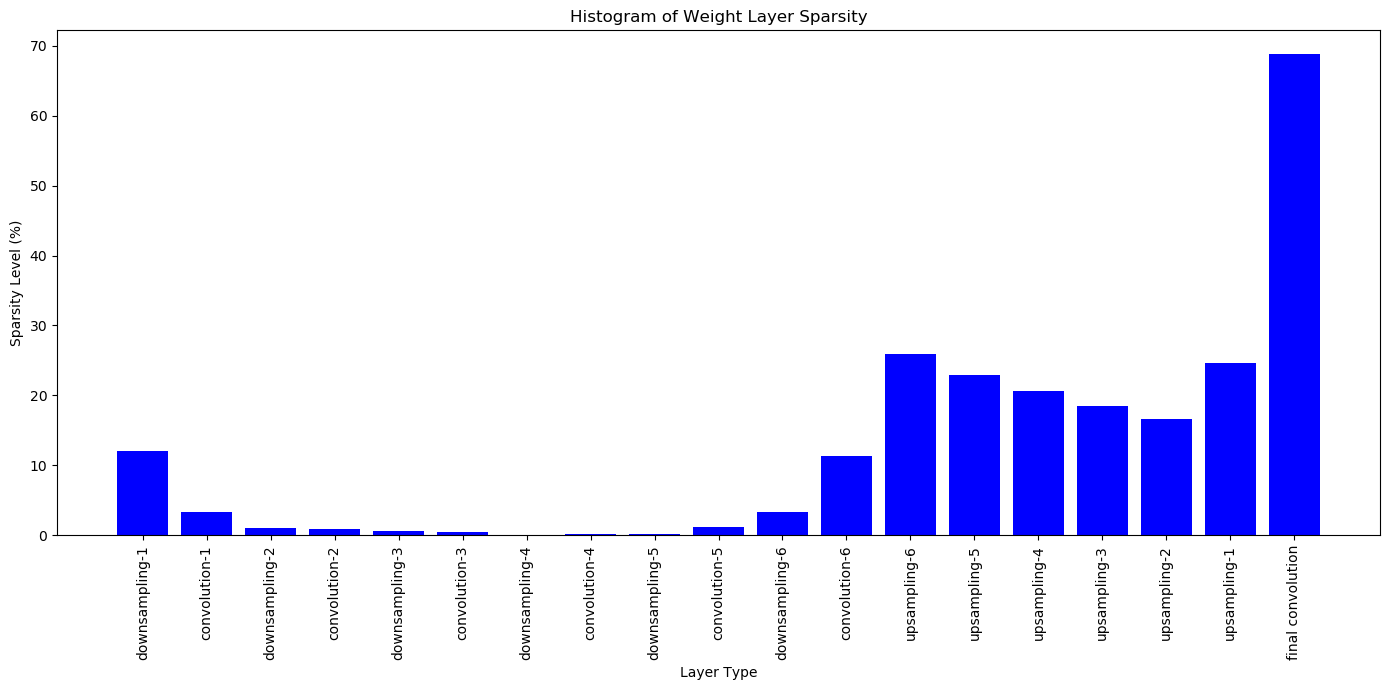 Histogram of Weight Layer Sparsity
Sparsity Level (%)
70
60
50
40
30
20
10
0
downsampling-1
convolution-1
downsampling-2
convolution-2
downsampling-3
convolution-3
downsampling-4
convolution-4
downsampling-5
convolution-5
downsampling-6
convolution-6
upsampling-6
upsampling-5
upsampling-4
upsampling-3
upsampling-2
upsampling-1
final convolution
Layer Type